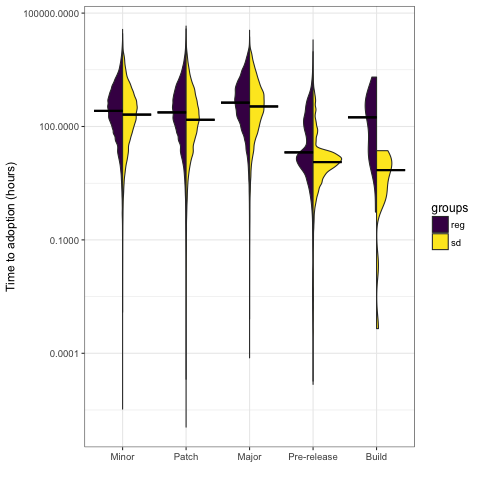 Time to adoption (hours)
100000.0000
100.0000
0.1000
0.0001
Minor Patch Major Pre-release Build
groups
reg
sd